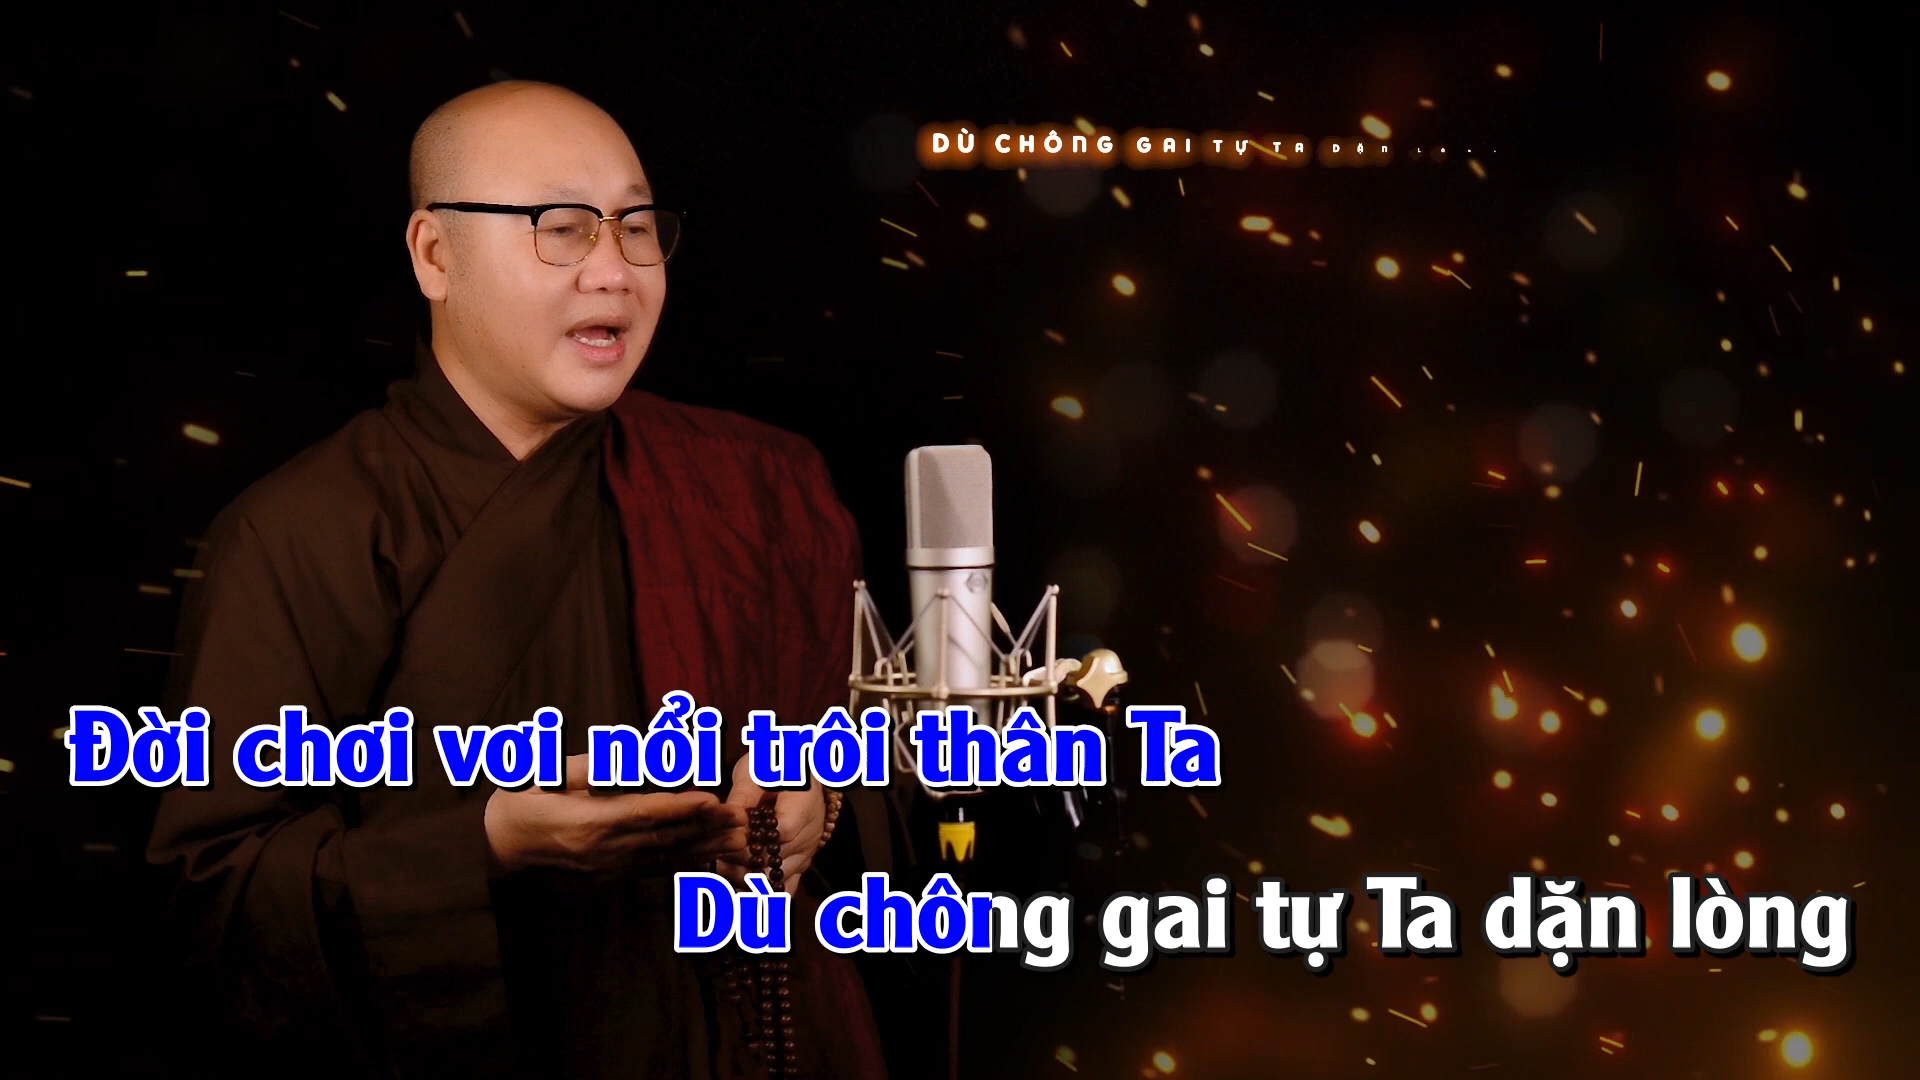 DÙ CHÔNG GAI TỰ TA DẶN
Đời chơi vơi nổi trôi thân Ta
Dù chông gai tự Ta dặn lòng